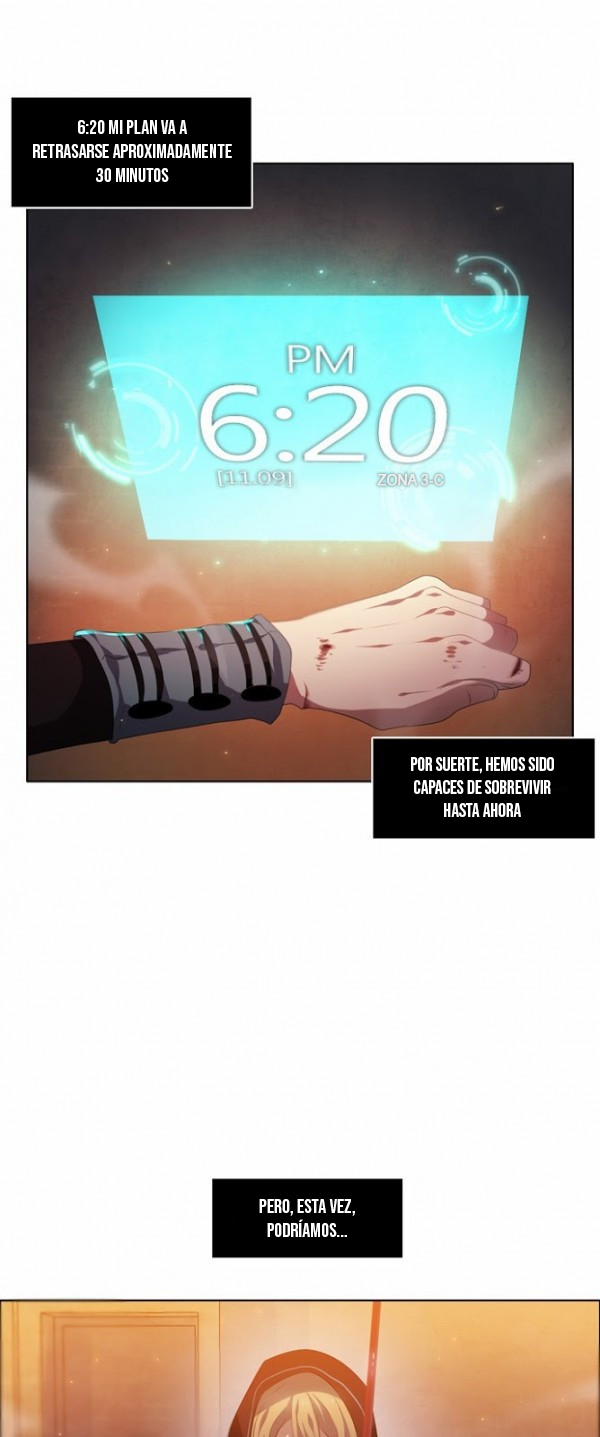 6:20 MI PLAN VA A
RETRASARSE APROXIMADAMENTE
30 MINUTOS
PM
6:20
[11.09] ZONA 3-C
POR SUERTE, HEMOS SIDO
CAPACES DE SOBREVIVIR
HASTA AHORA
PERO, ESTA VEZ,
PODRÍAMOS...